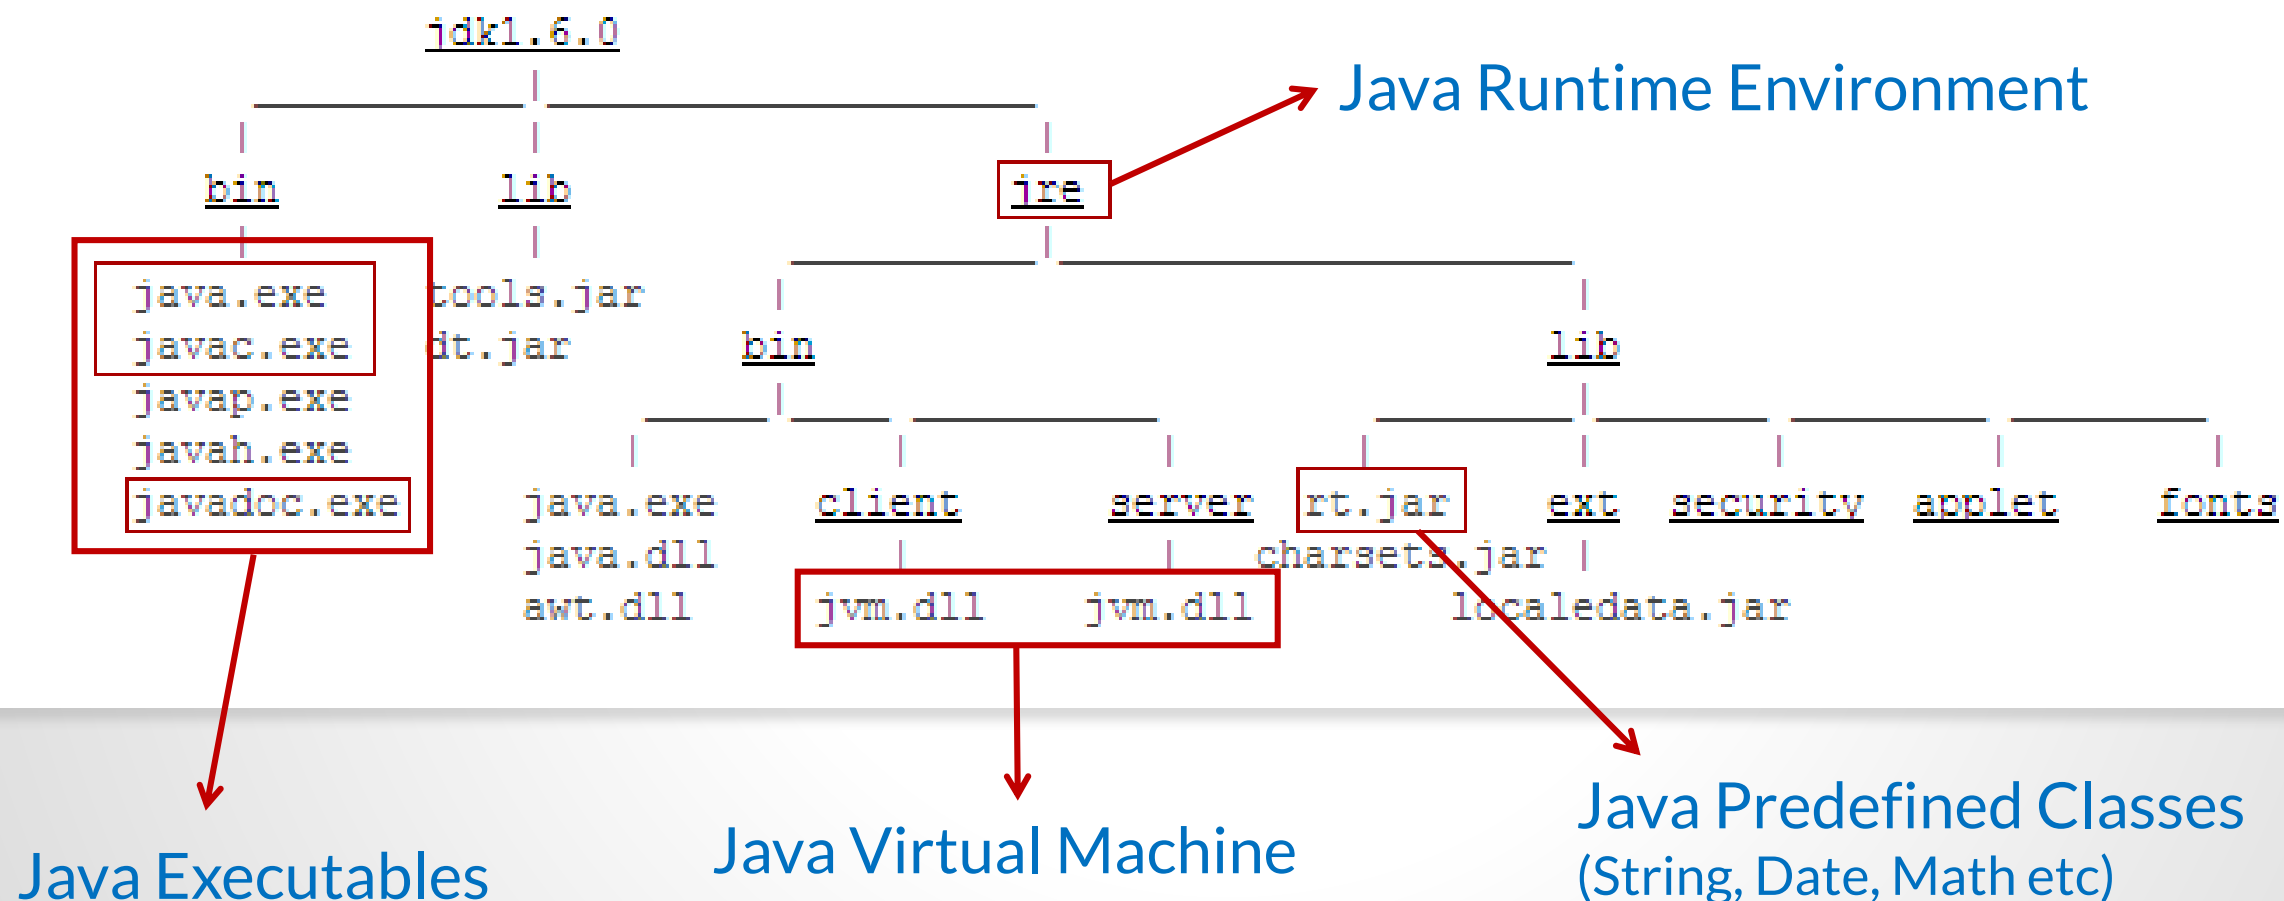 jdk1.6.0
Java Runtime Environment
bin lib jre
java.exe tools.jar
javac.exe dt.jar bin lib
javap.exe
javah.exe
javadoc.exe java.exe client server rt.jar ext security applet fonts
java.dll charsets.jar
awt.dll jvm.dll jvm.dll localedata.jar
Java Predefined Classes
Java Executables Java Virtual Machine (String, Date, Math etc)